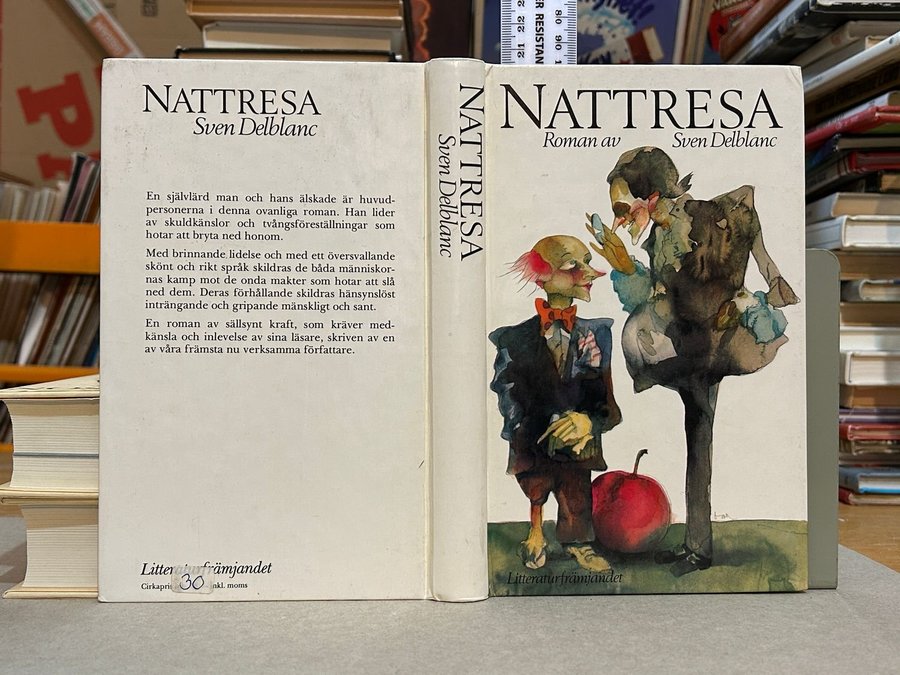 NATTRESA
Sven Delblanc
En självlärd man och hans älskade är huvud-
personerna i denna ovanliga roman. Han lider
av skuldkänslor och tvångsföreställningar som
hotar att bryta ned honom.
Med brinnande lidelse och med ett översvallande
skönt och rikt språk skildras de båda människor-
nas kamp mot de onda makter som hotar att slå
ned dem. Deras förhållande skildras hänsynslöst
inträngande och gripande mänskligt och sant.
En roman av sällsynt kraft, som kräver med-
känsla och inlevelse av sina läsare, skriven av en
av våra främsta nu verksamma författare.
Litteraturfrämjandet
Cirkapris inkl. moms
30
NATTRESA
Sven Delblanc
NATTRESA
Roman av Sven Delblanc
Litteraturfrämjandet